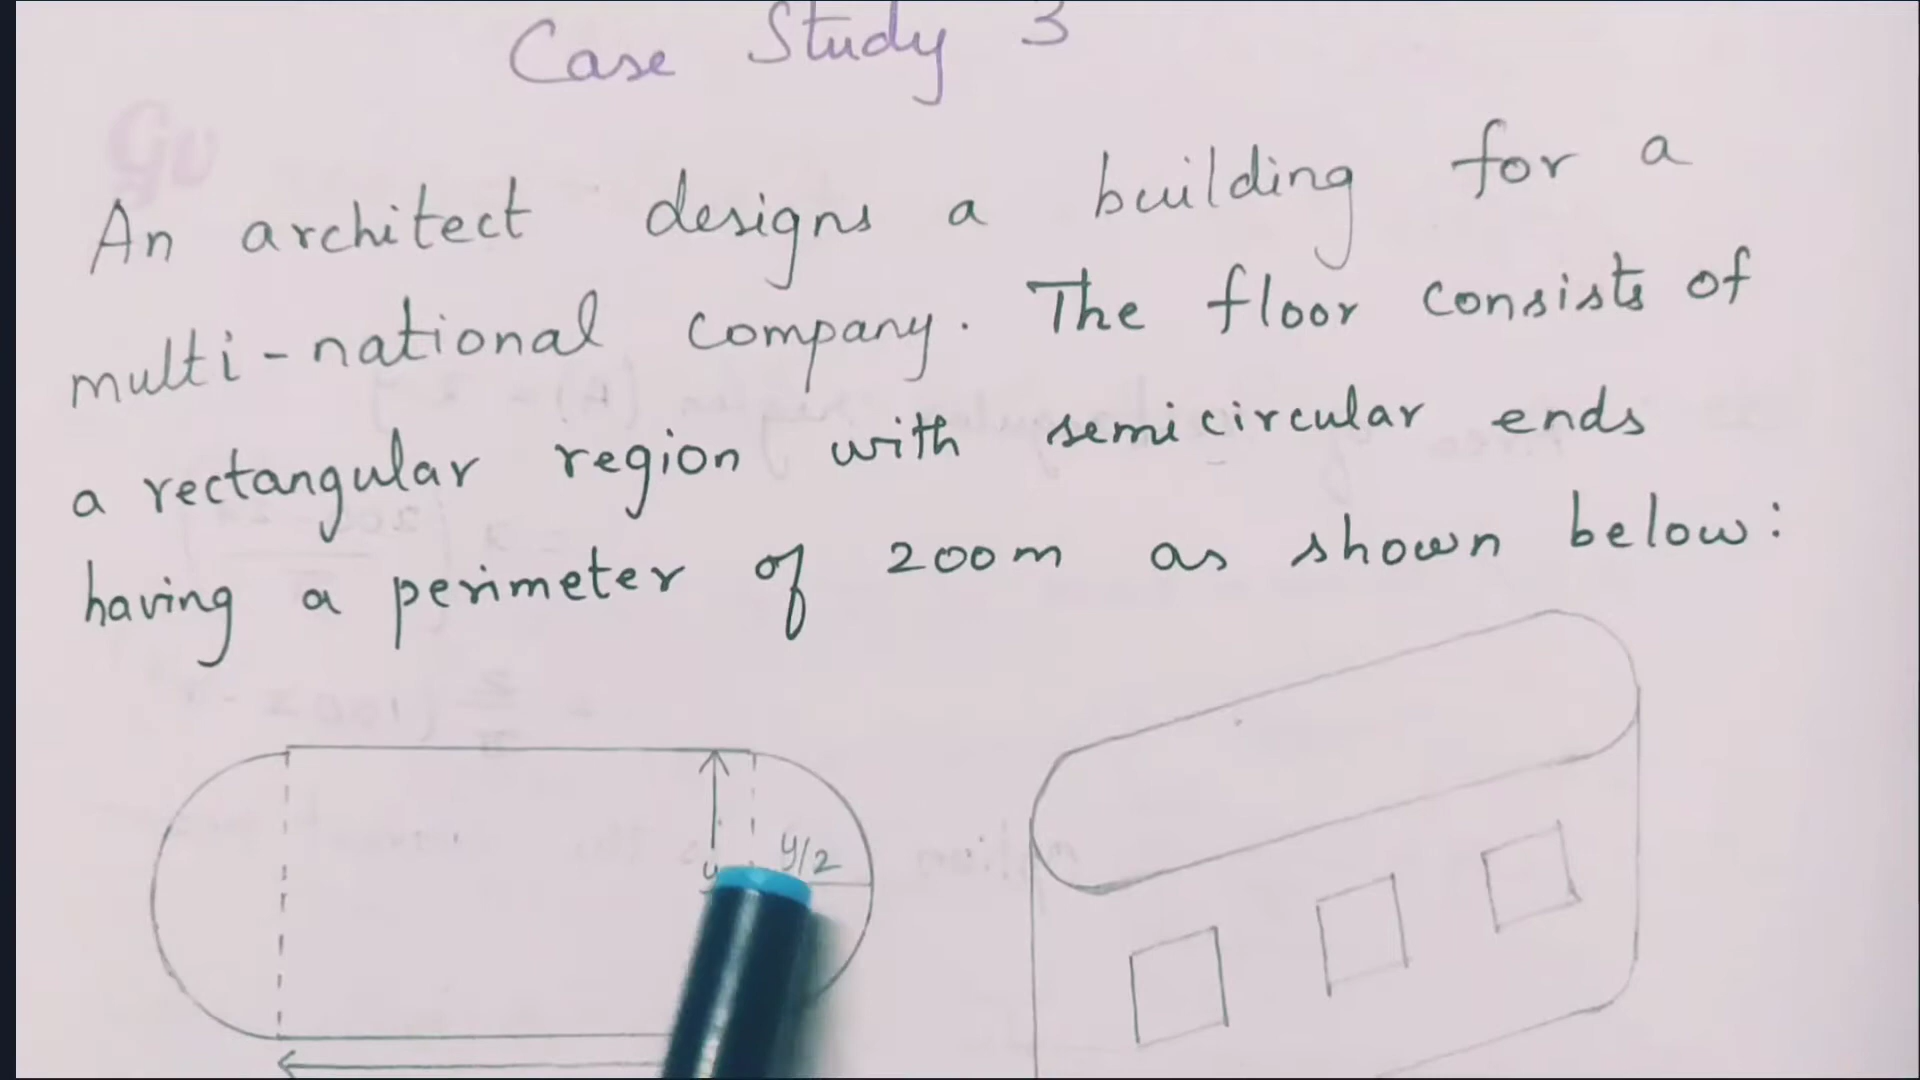 Case Study 3
Gv
An architect designs a building for a
multi-national company. The floor consists of
a rectangular region with semicircular ends
having a perimeter of 200m as shown below:
y/2